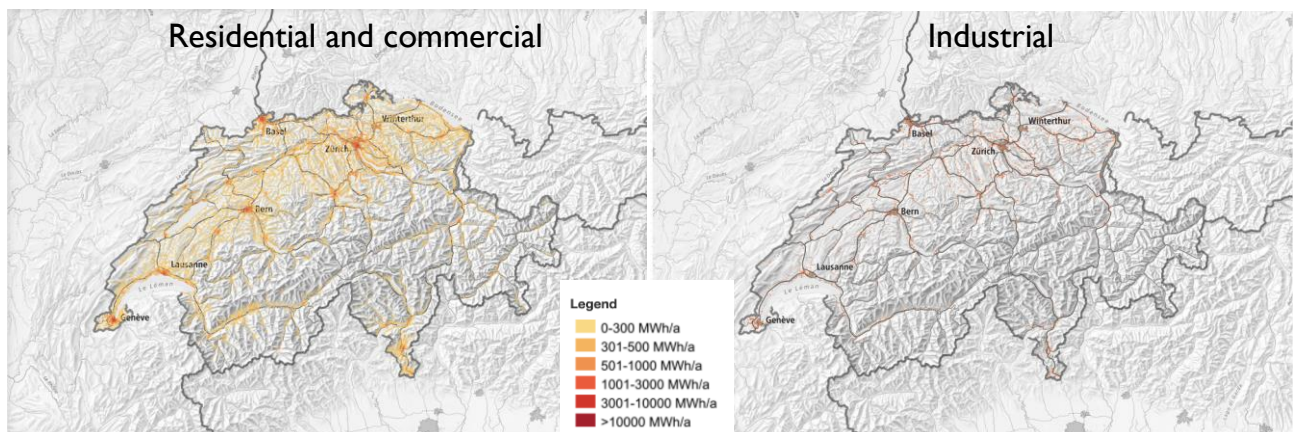 Residential and commercial
Basel
Winterthur
Zürich
Bern
Lausanne
Le Léman
Genève
Bodensee
Industrial
Basel
Winterthur
Zürich
Bern
Lausanne
Le Léman
Genève
Bodensee
Legend
0-300 MWh/a
301-500 MWh/a
501-1000 MWh/a
1001-3000 MWh/a
3001-10000 MWh/a
>10000 MWh/a